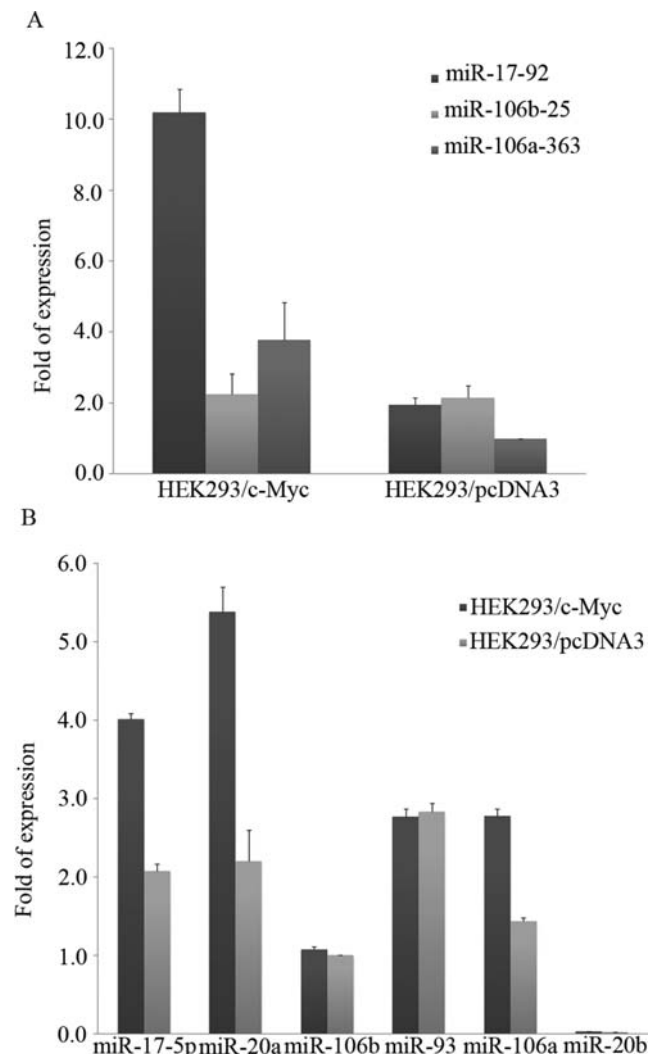 A
12.0
10.0
8.0
6.0
4.0
2.0
0.0
Fold of expression
miR-17-92
miR-106b-25
miR-106a-363
HEK293/c-Myc HEK293/pcDNA3
B
6.0
5.0
4.0
3.0
2.0
1.0
0.0
Fold of expression
HEK293/c-Myc
HEK293/pcDNA3
miR-17-5p miR-20a miR-106b miR-93 miR-106a miR-20b